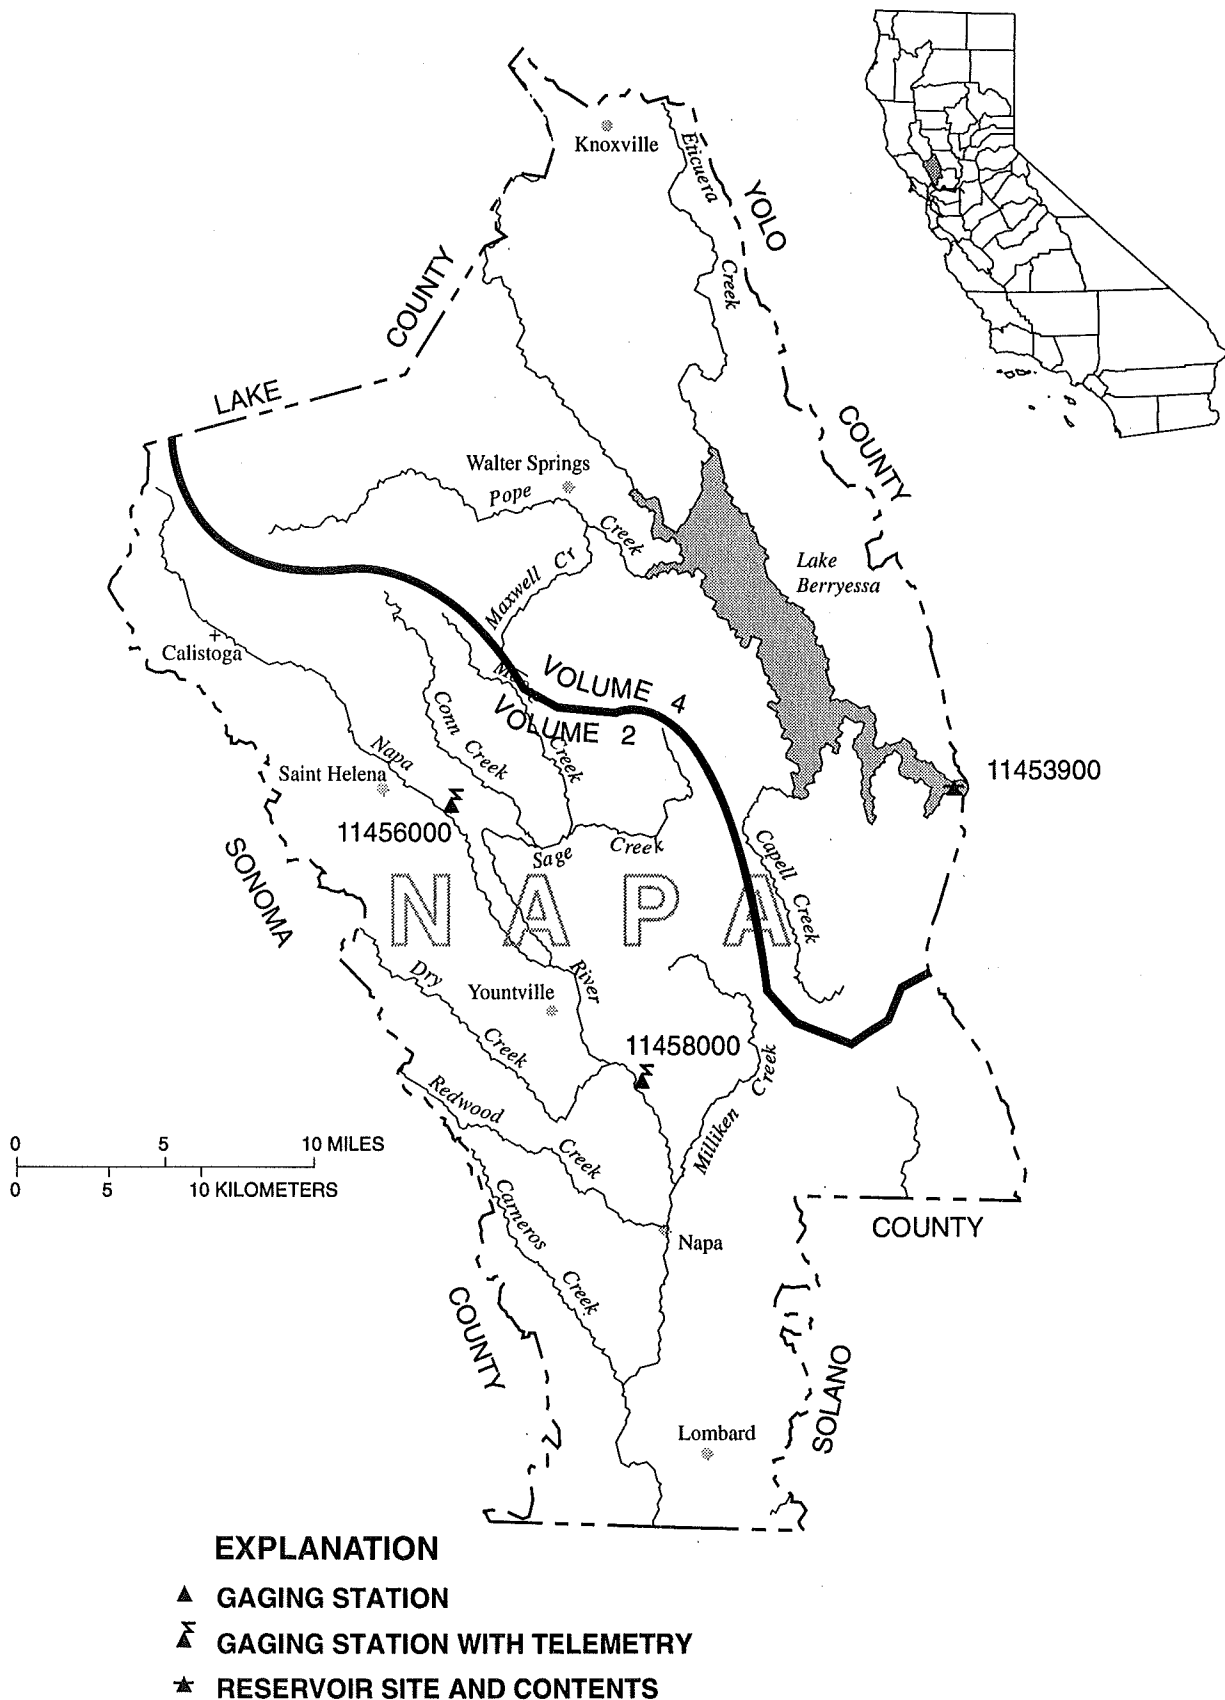 Knoxville
Eticuera
Creek
YOLO
COUNTY
LAKE
COUNTY
Walter Springs
Pope
Creek
Maxwell Cr
Lake
Berryessa
Calistoga
VOLUME 4
VOLUME 2
Creek
Conn Creek
Napa
Saint Helena
11453900
11456000
Sage Creek
Capell Creek
SONOMA
NAPA
River
Dry
Creek
Yountville
11458000
Redwood
Creek
Milliken Creek
0 5 10 MILES
0 5 10 KILOMETERS
Carneros
Creek
Napa
COUNTY
COUNTY
SOLANO
Lombard
EXPLANATION
GAGING STATION
GAGING STATION WITH TELEMETRY
RESERVOIR SITE AND CONTENTS